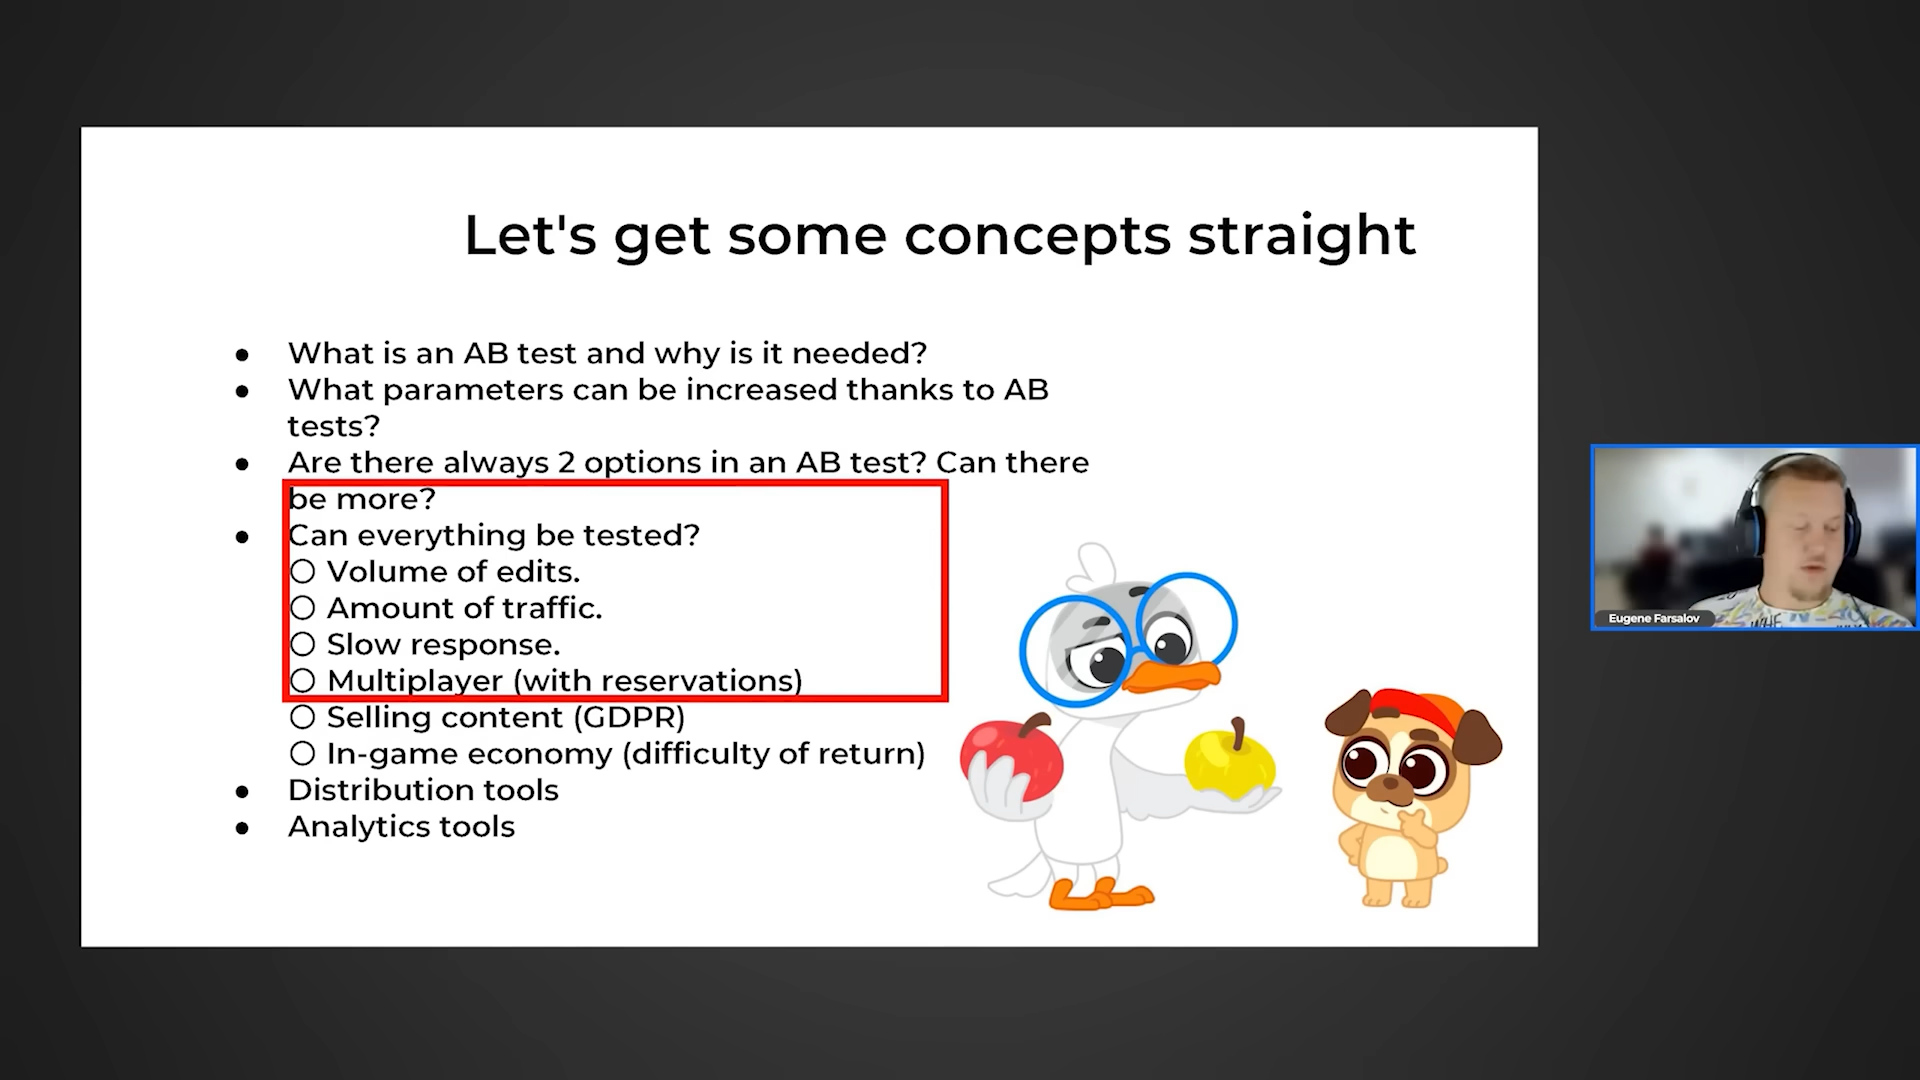 Let's get some concepts straight
● What is an AB test and why is it needed?
● What parameters can be increased thanks to AB
tests?
● Are there always 2 options in an AB test? Can there
be more?
● Can everything be tested?
○ Volume of edits.
○ Amount of traffic.
○ Slow response.
○ Multiplayer (with reservations)
○ Selling content (GDPR)
○ In-game economy (difficulty of return)
● Distribution tools
● Analytics tools
Eugene Farsalov